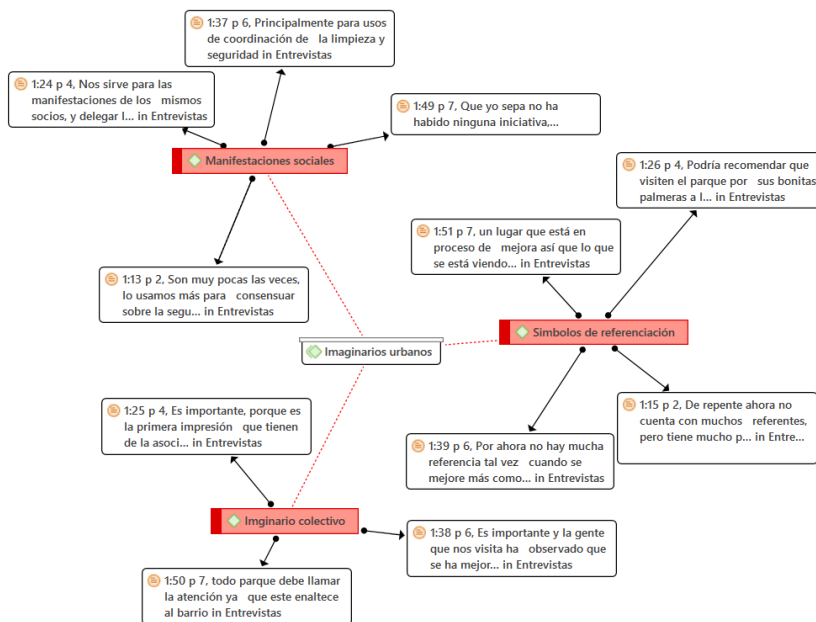 1:37 p 6, Principalmente para usos
de coordinación de la limpieza y
seguridad in Entrevistas
1:24 p 4, Nos sirve para las
manifestaciones de los mismos
socios, y delegar l... in Entrevistas
1:49 p 7, Que yo sepa no ha
habido ninguna iniciativa,...
Manifestaciones sociales
1:26 p 4, Podría recomendar que
visiten el parque por sus bonitas
palmeras a l... in Entrevistas
1:51 p 7, un lugar que está en
proceso de mejora así que lo que
se está viendo... in Entrevistas
1:13 p 2, Son muy pocas las veces,
lo usamos más para consensuar
sobre la segu... in Entrevistas
Simbolos de referenciación
Imaginarios urbanos
1:25 p 4, Es importante, porque es
la primera impresión que tienen
de la asoci... in Entrevistas
1:15 p 2, De repente ahora no
cuenta con muchos referentes,
pero tiene mucho p... in Entre...
1:39 p 6, Por ahora no hay mucha
referencia tal vez cuando se
mejore más como... in Entrevistas
Imginario colectivo
1:38 p 6, Es importante y la gente
que nos visita ha observado que
se ha mejor... in Entrevistas
1:50 p 7, todo parque debe llamar
la atención ya que este enaltece
al barrio in Entrevistas